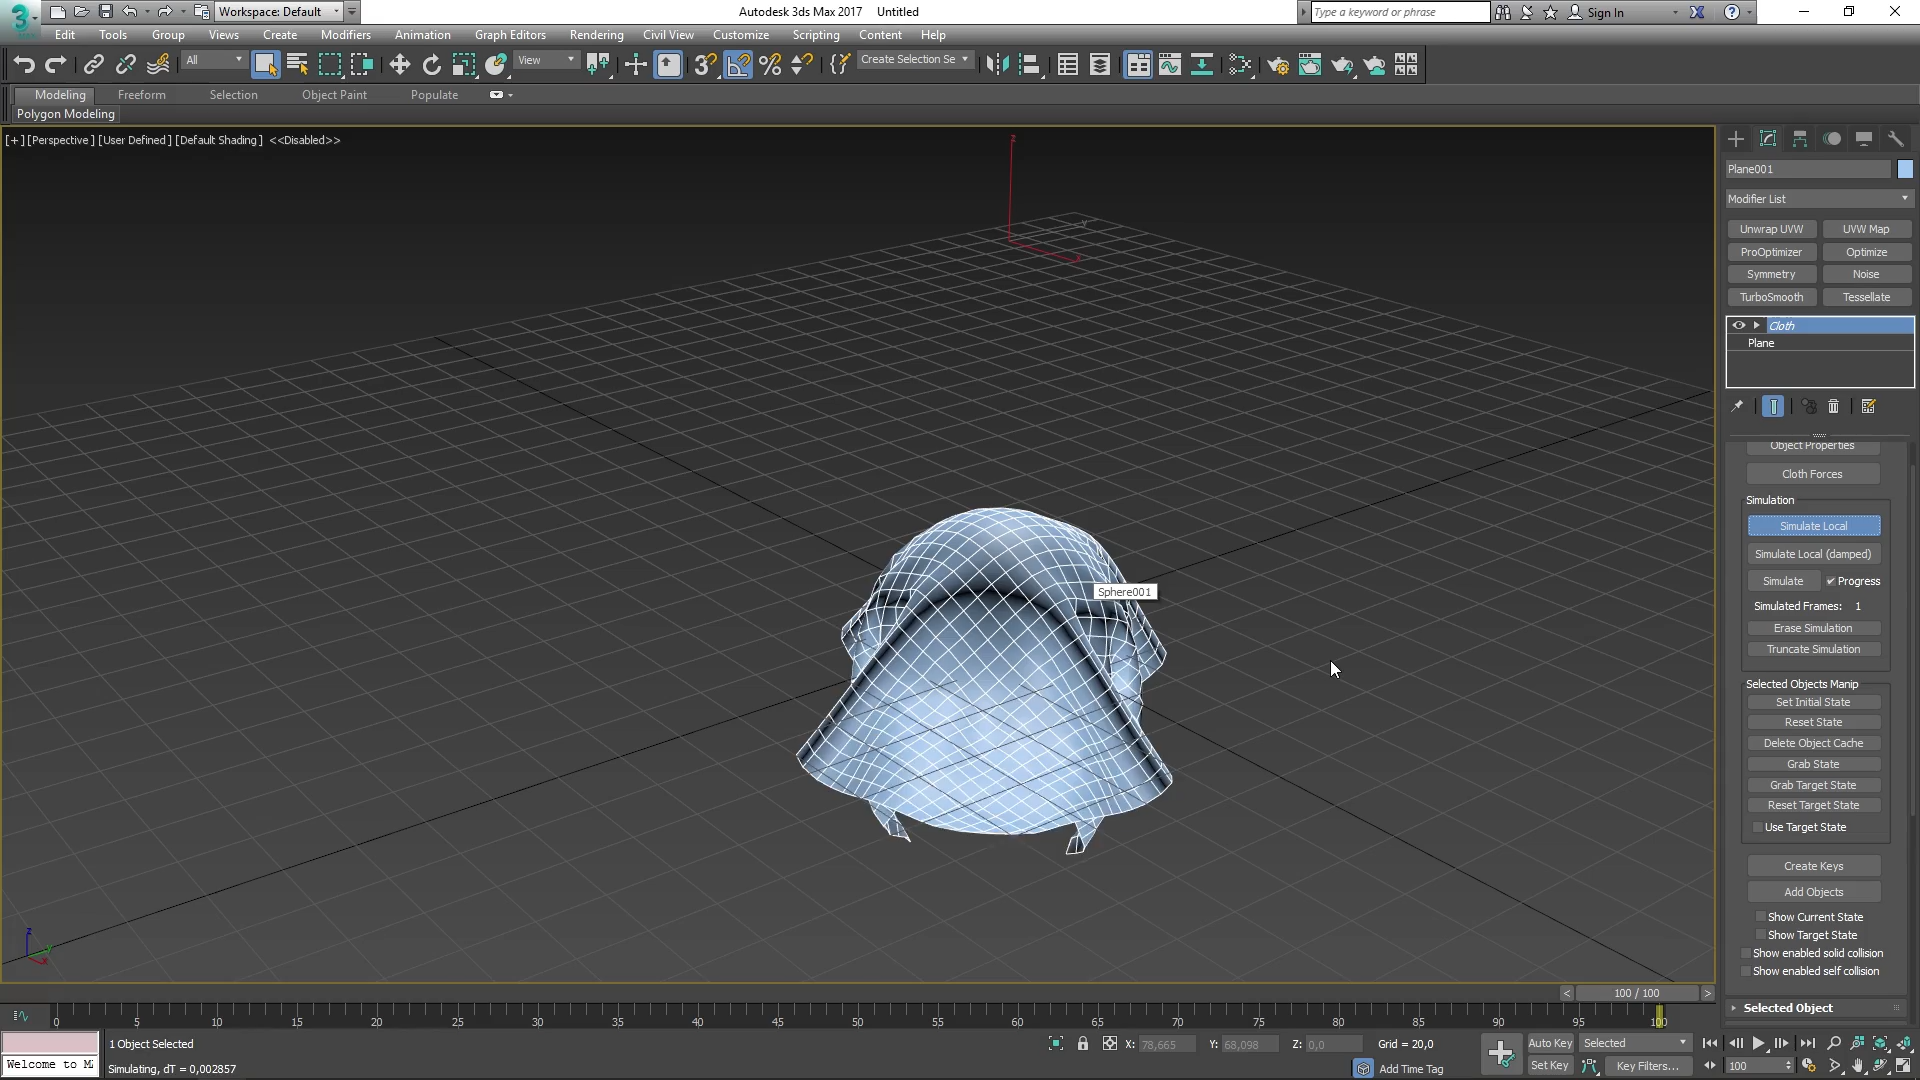 Workspace: Default
Autodesk 3ds Max 2017 Untitled
Type a keyword or phrase
Sign In
Edit Tools Group Views Create Modifiers Animation Graph Editors Rendering Civil View Customize Scripting Content Help
All
View
Create Selection Se
Modeling Freeform Selection Object Paint Populate
Polygon Modeling
[+] [Perspective] [User Defined] [Default Shading] <<Disabled>>
Plane001
Modifier List
Unwrap UVW UVW Map
ProOptimizer Optimize
Symmetry Noise
TurboSmooth Tessellate
Cloth
Plane
Object Properties
Cloth Forces
Simulation
Simulate Local
Simulate Local (damped)
Simulate Progress
Simulated Frames: 1
Erase Simulation
Truncate Simulation
Selected Objects Manip
Set Initial State
Reset State
Delete Object Cache
Grab State
Grab Target State
Reset Target State
Use Target State
Create Keys
Add Objects
Show Current State
Show Target State
Show enabled solid collision
Show enabled self collision
Selected Object
Sphere001
z
y
x
z
y
x
< 100 / 100 >
0 5 10 15 20 25 30 35 40 45 50 55 60 65 70 75 80 85 90 95 100
1 Object Selected
X: 78,665 Y: 68,098 Z: 0,0 Grid = 20,0
Auto Key Selected
Welcome to M
Simulating, dT = 0,002857
Add Time Tag
Set Key Key Filters...
100